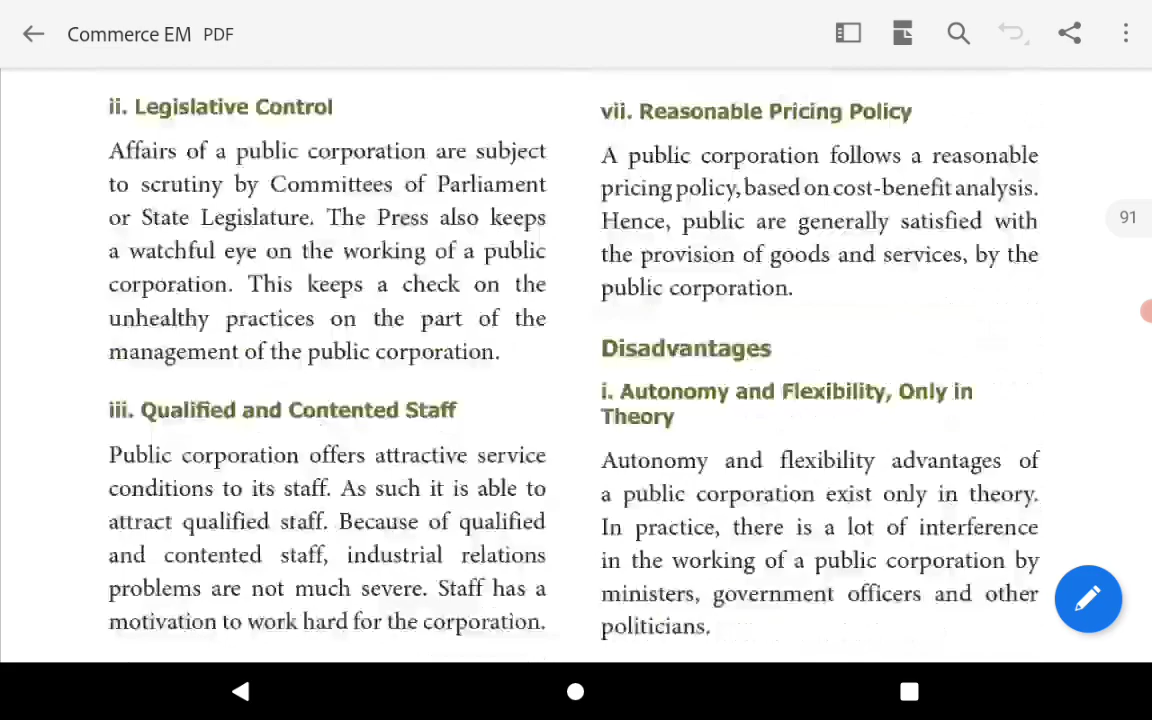 Commerce EM PDF
ii. Legislative Control
Affairs of a public corporation are subject
to scrutiny by Committees of Parliament
or State Legislature. The Press also keeps
a watchful eye on the working of a public
corporation. This keeps a check on the
unhealthy practices on the part of the
management of the public corporation.
iii. Qualified and Contented Staff
Public corporation offers attractive service
conditions to its staff. As such it is able to
attract qualified staff. Because of qualified
and contented staff, industrial relations
problems are not much severe. Staff has a
motivation to work hard for the corporation.
vii. Reasonable Pricing Policy
A public corporation follows a reasonable
pricing policy, based on cost-benefit analysis.
Hence, public are generally satisfied with
the provision of goods and services, by the
public corporation.
Disadvantages
i. Autonomy and Flexibility, Only in
Theory
Autonomy and flexibility advantages of
a public corporation exist only in theory.
In practice, there is a lot of interference
in the working of a public corporation by
ministers, government officers and other
politicians.
91